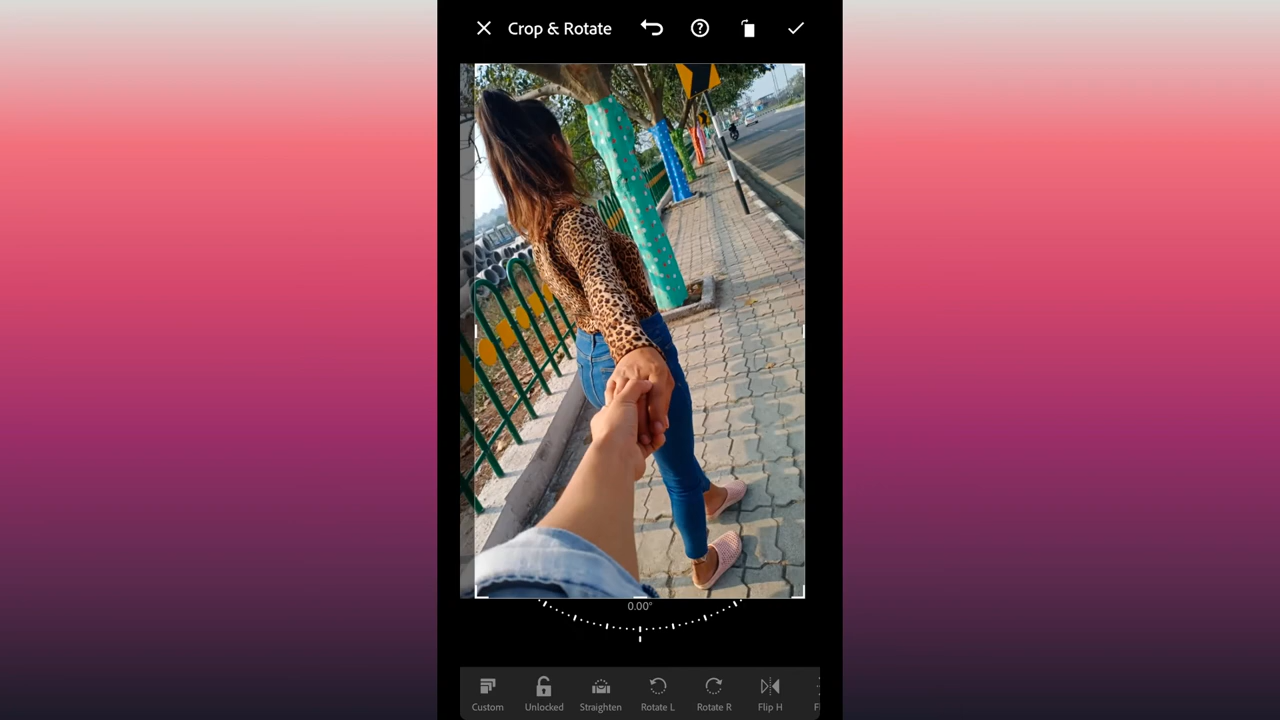 Crop & Rotate
0.00°
Custom
Unlocked
Straighten
Rotate L
Rotate R
Flip H